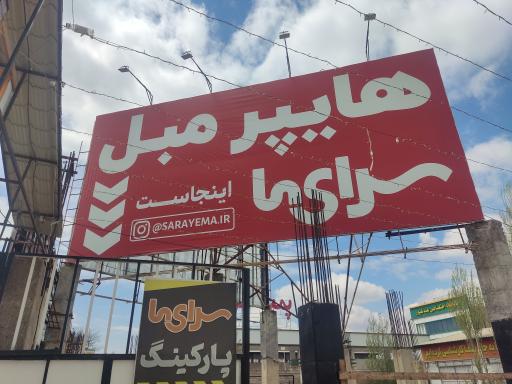 هایپر مبل
سرای ما
اینجاست
@SARAYEMA.IR
سرای ما
پارکینگ